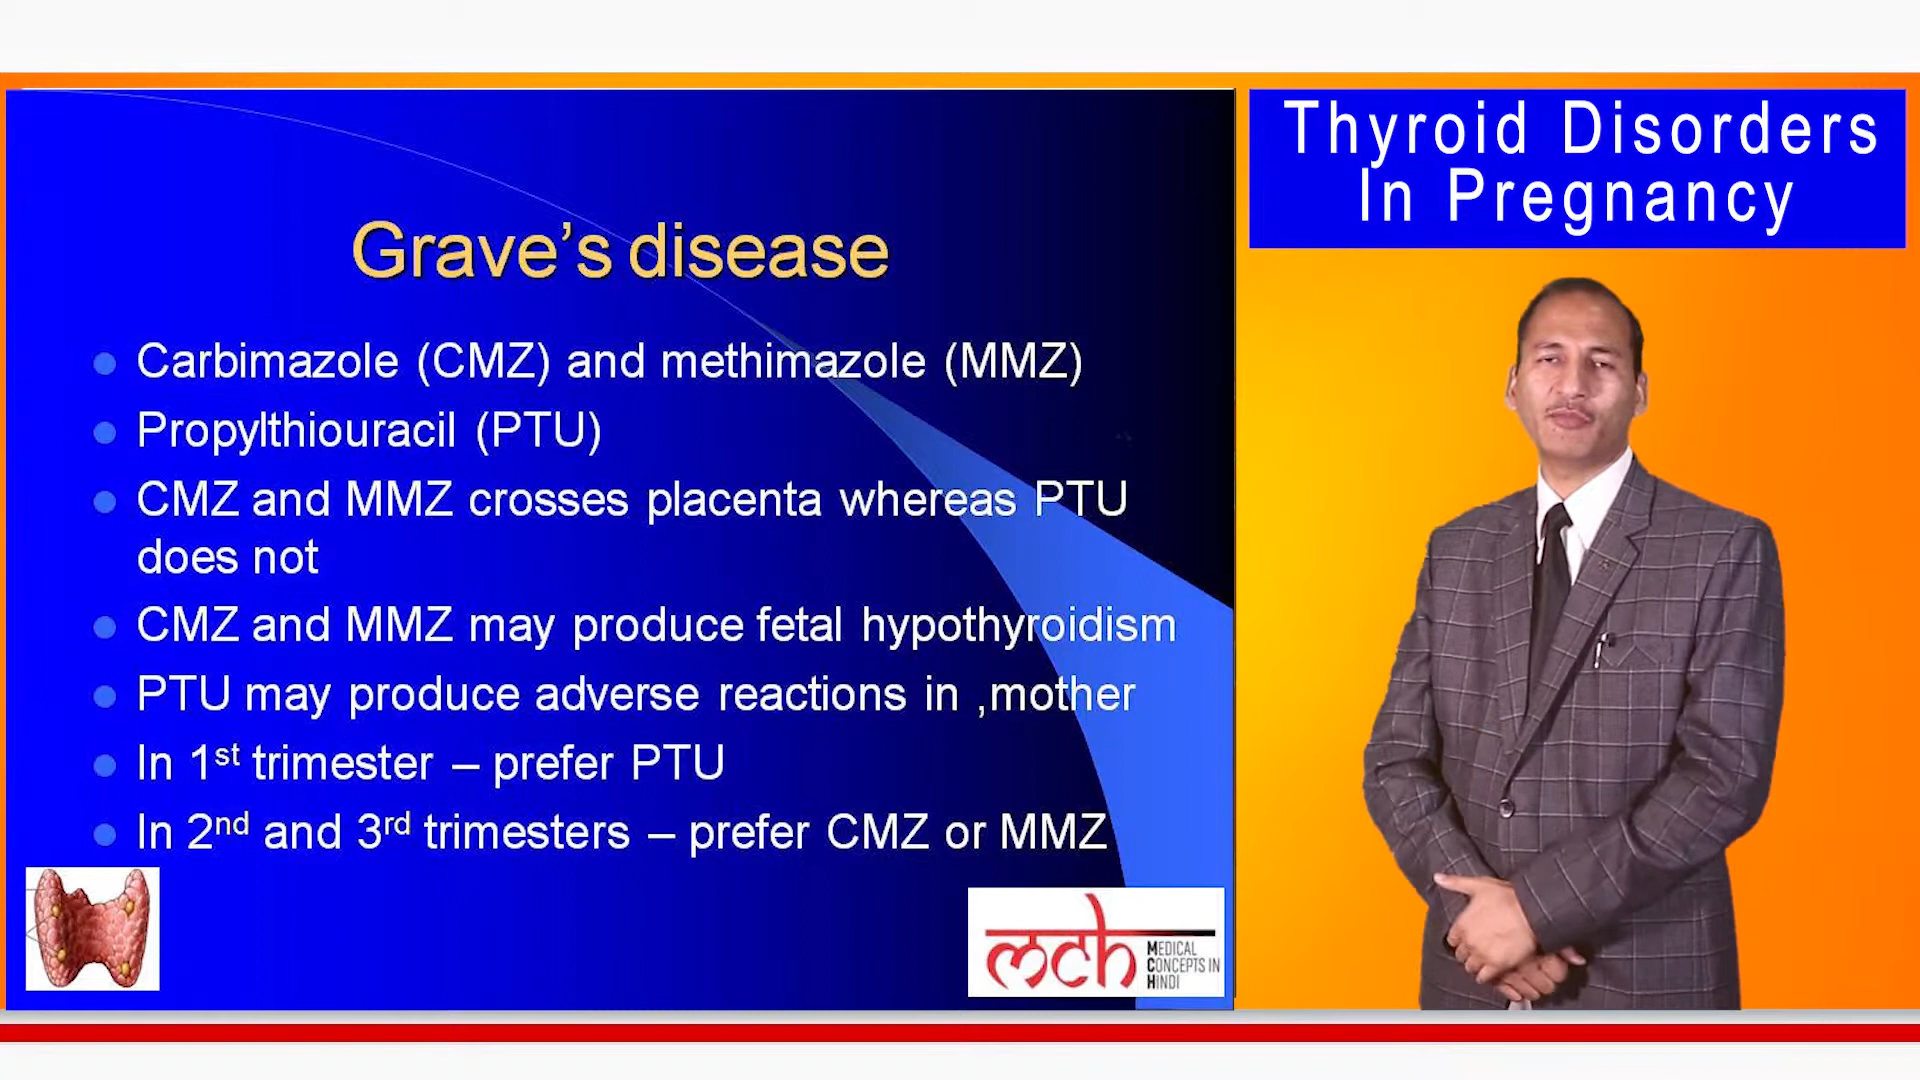 Thyroid Disorders
In Pregnancy
Grave’s disease
Carbimazole (CMZ) and methimazole (MMZ)
Propylthiouracil (PTU)
CMZ and MMZ crosses placenta whereas PTU
does not
CMZ and MMZ may produce fetal hypothyroidism
PTU may produce adverse reactions in ,mother
In 1st trimester – prefer PTU
In 2nd and 3rd trimesters – prefer CMZ or MMZ
mch
MEDICAL
CONCEPTS IN
HINDI